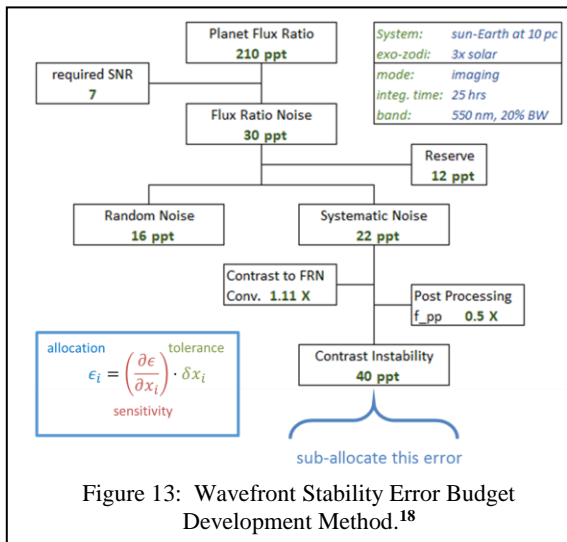 Planet Flux Ratio
210 ppt
System: sun-Earth at 10 pc
exo-zodi: 3x solar
mode: imaging
integ. time: 25 hrs
band: 550 nm, 20% BW
required SNR
7
Flux Ratio Noise
30 ppt
Reserve
12 ppt
Random Noise
16 ppt
Systematic Noise
22 ppt
Contrast to FRN
Conv. 1.11 X
Post Processing
f_pp 0.5 X
allocation tolerance
ϵᵢ = (∂ϵ/∂xᵢ) · δxᵢ
sensitivity
Contrast Instability
40 ppt
sub-allocate this error
Figure 13: Wavefront Stability Error Budget
Development Method.¹⁸